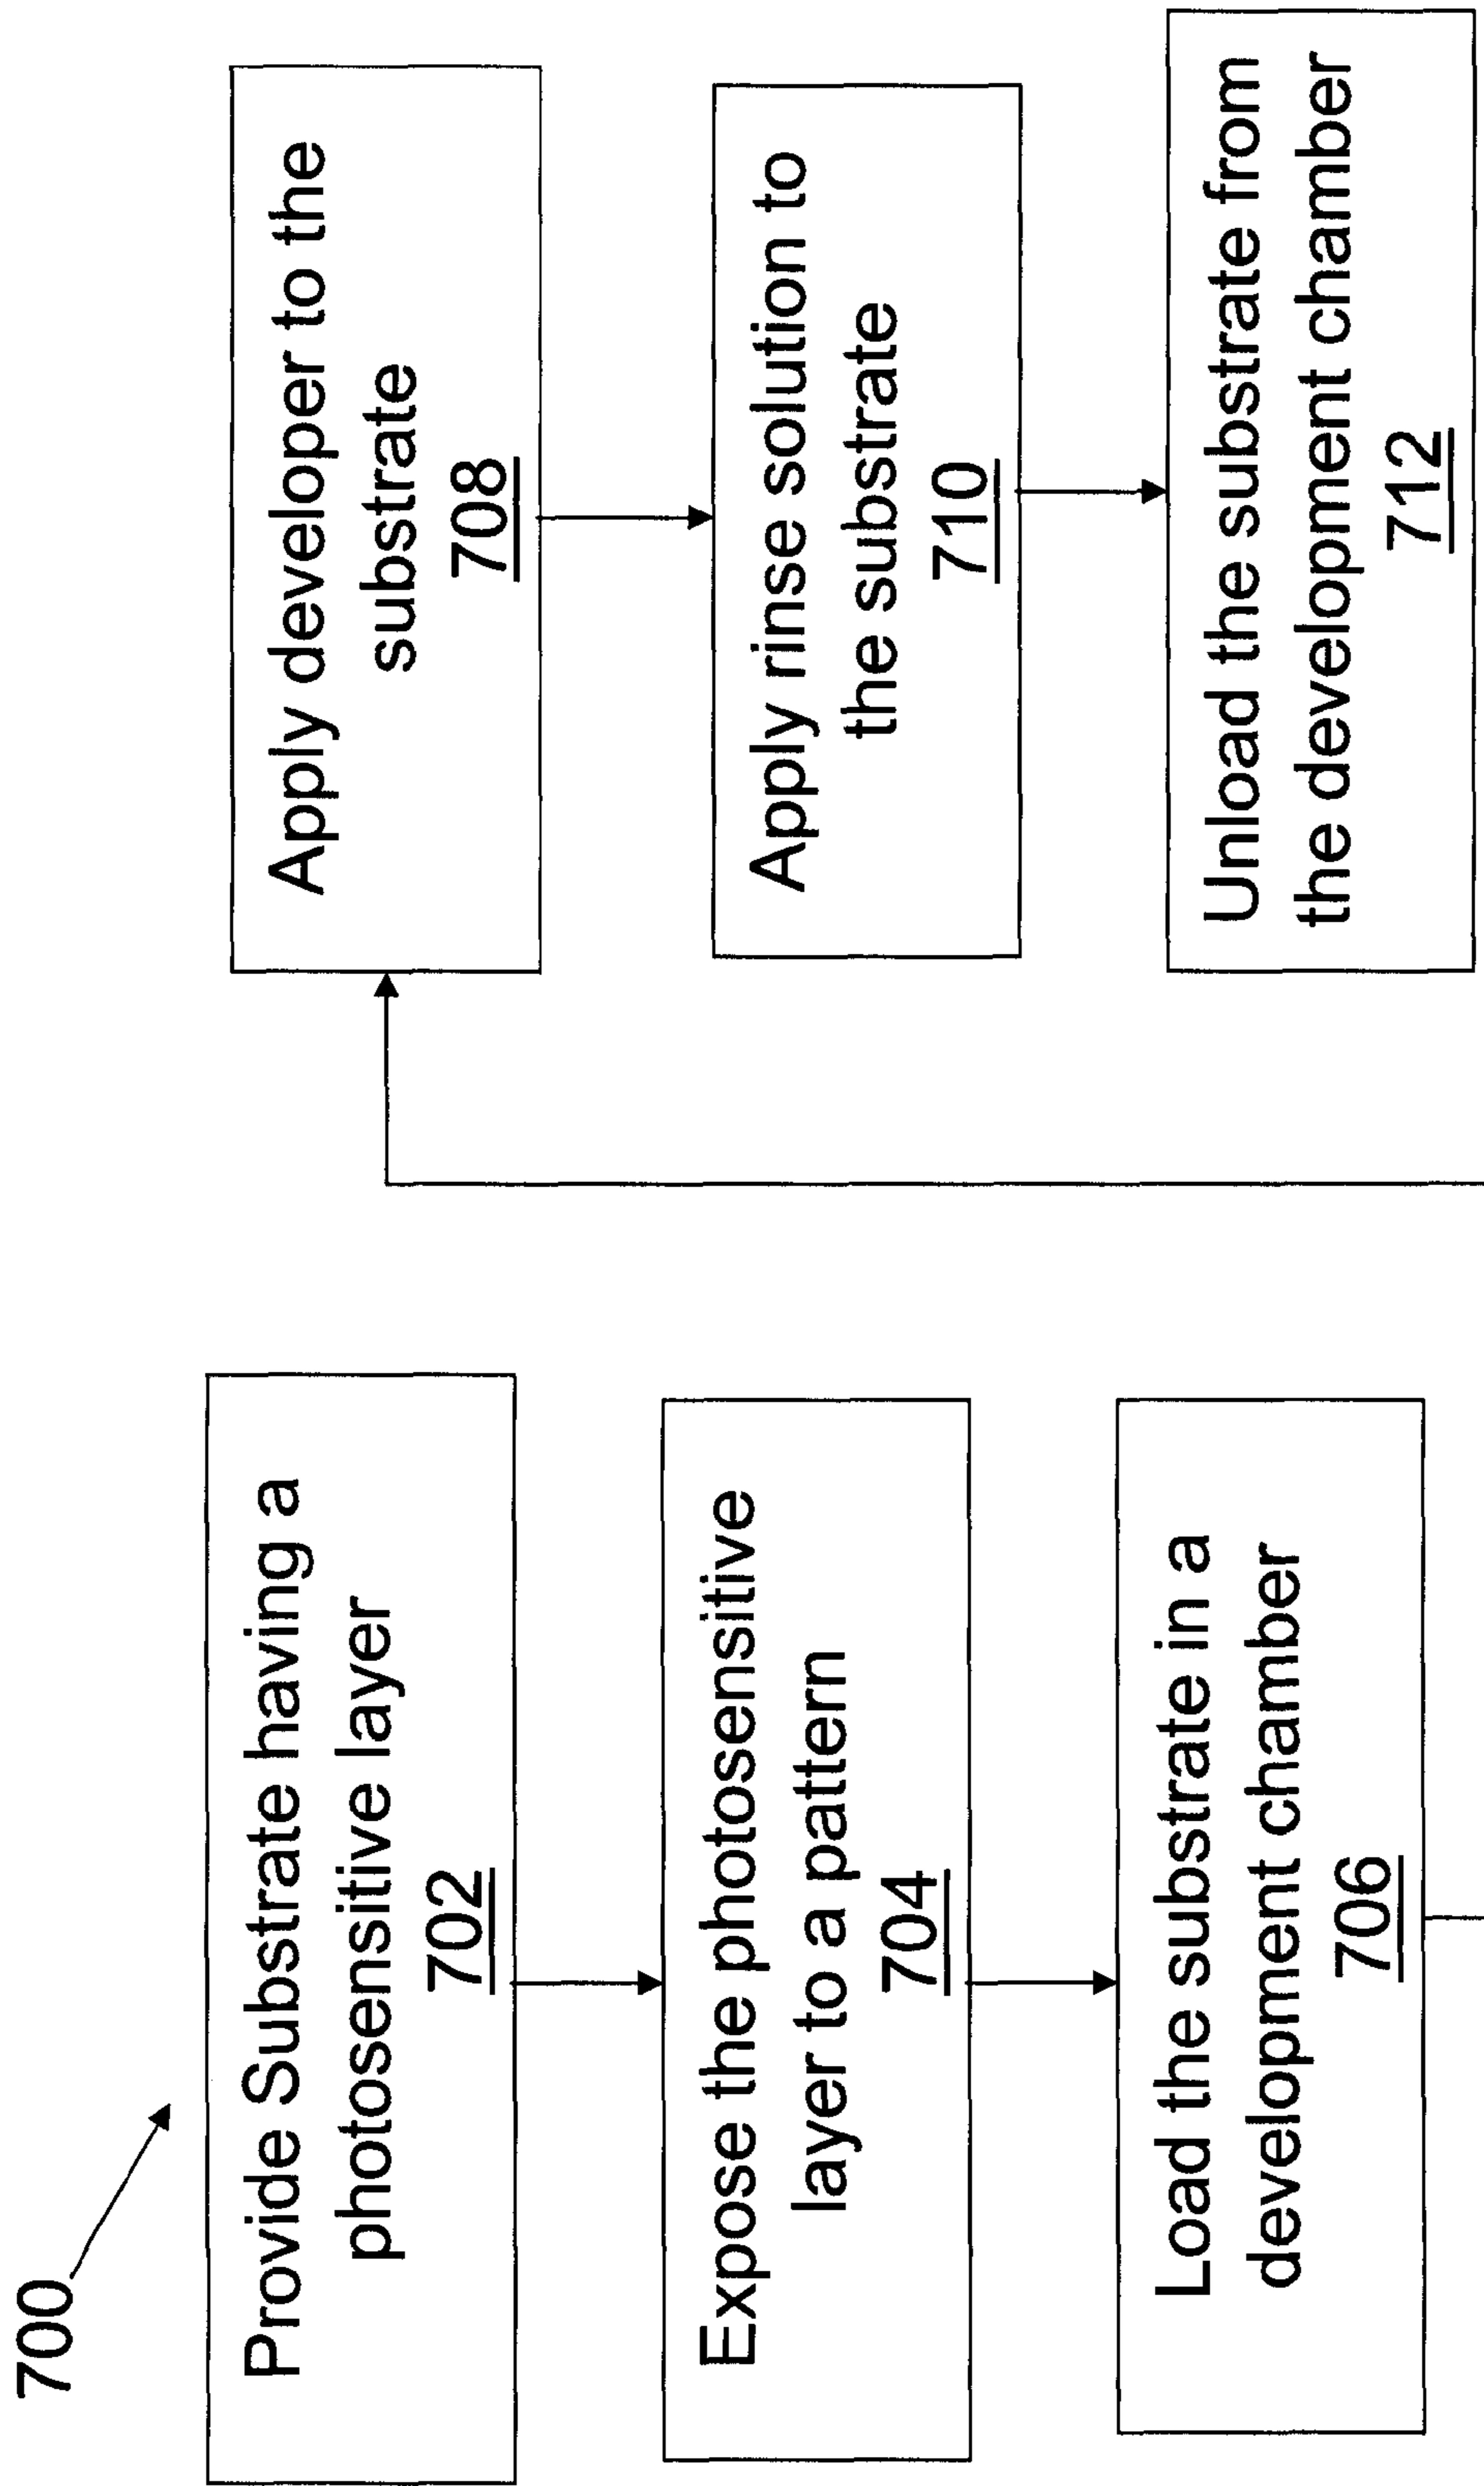 700
Provide Substrate having a
photosensitive layer
702
Expose the photosensitive
layer to a pattern
704
Load the substrate in a
development chamber
706
Apply developer to the
substrate
708
Apply rinse solution to
the substrate
710
Unload the substrate from
the development chamber
712